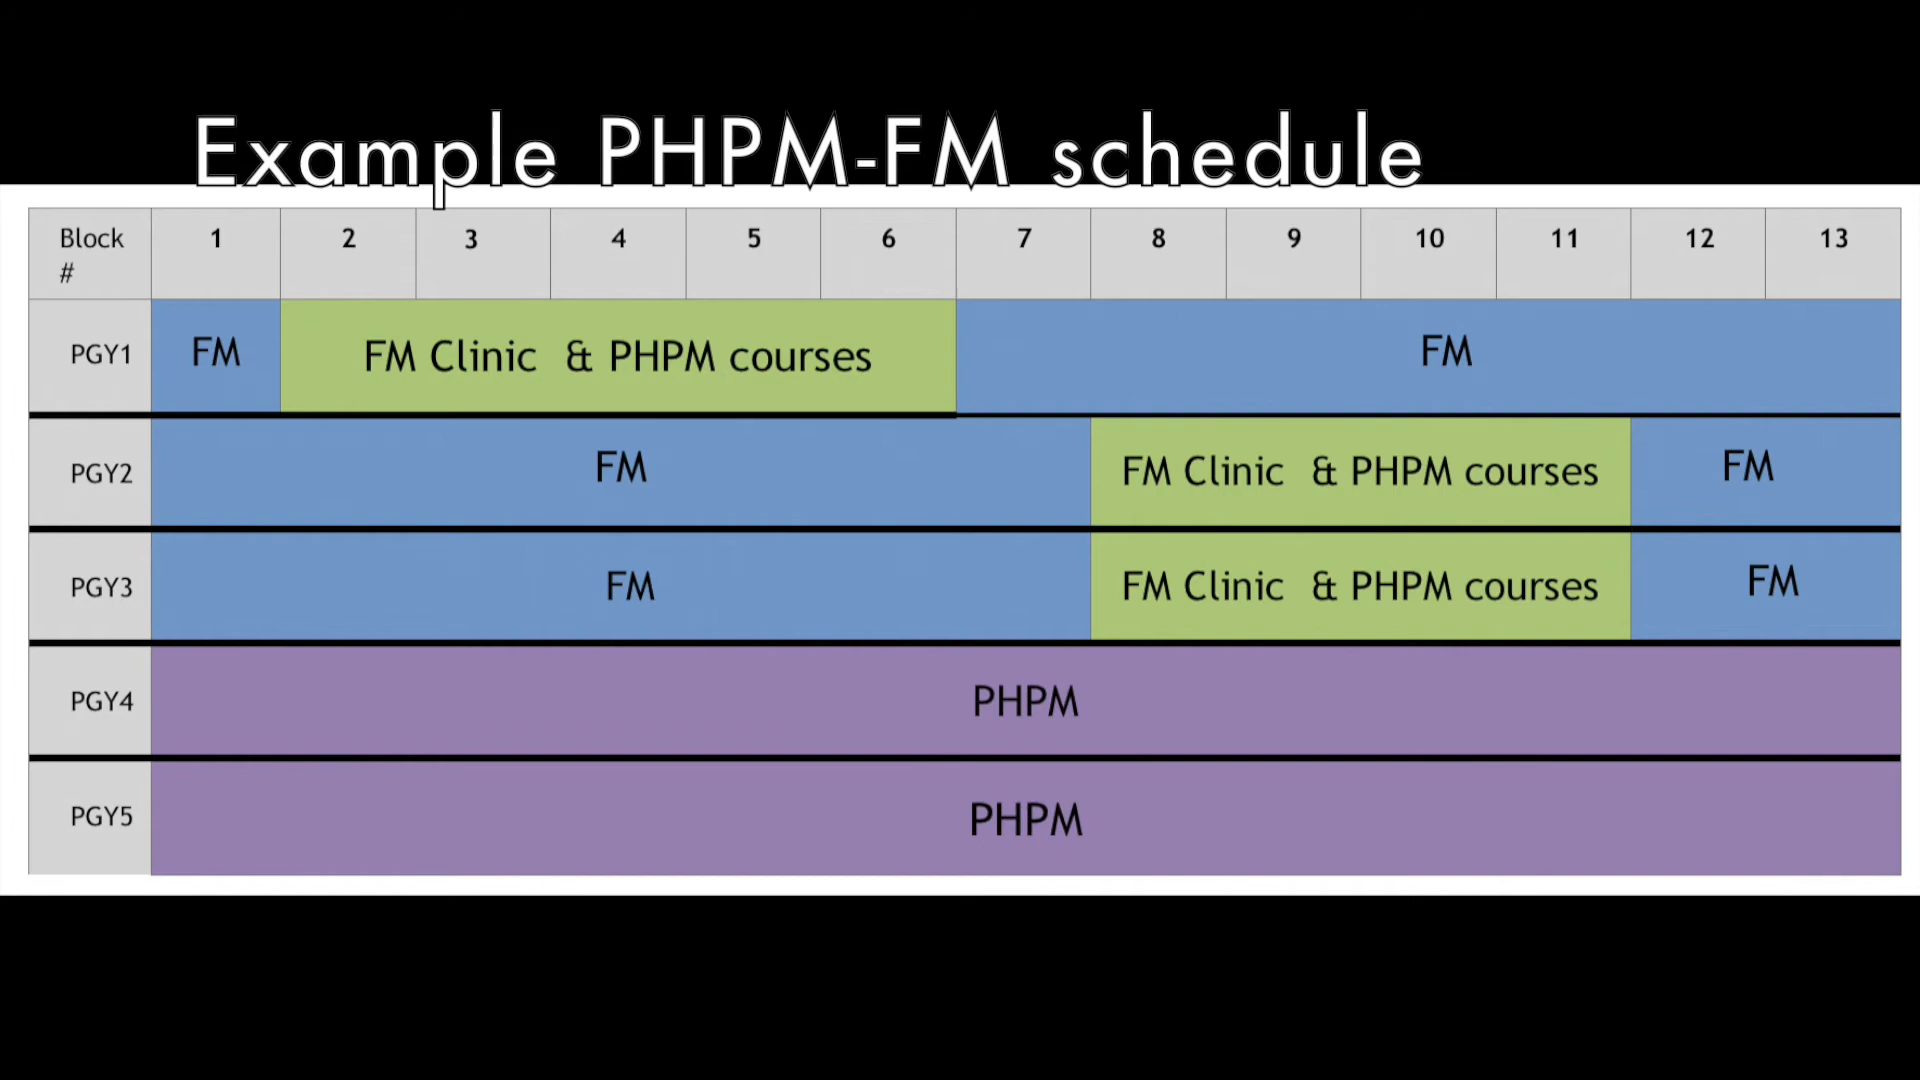 Example PHPM-FM schedule
Block # 1 2 3 4 5 6 7 8 9 10 11 12 13
PGY1 FM FM Clinic & PHPM courses FM
PGY2 FM FM Clinic & PHPM courses FM
PGY3 FM FM Clinic & PHPM courses FM
PGY4 PHPM
PGY5 PHPM